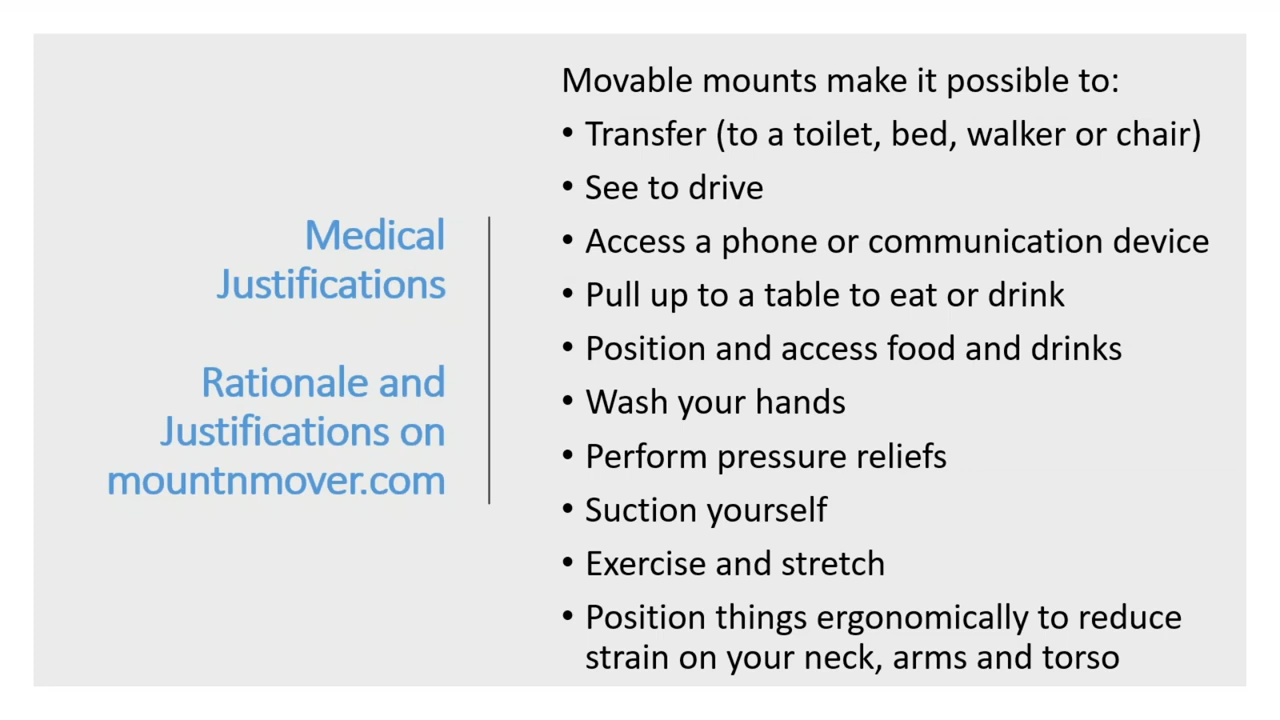 Medical
Justifications
Rationale and
Justifications on
mountnmover.com
Movable mounts make it possible to:
• Transfer (to a toilet, bed, walker or chair)
• See to drive
• Access a phone or communication device
• Pull up to a table to eat or drink
• Position and access food and drinks
• Wash your hands
• Perform pressure reliefs
• Suction yourself
• Exercise and stretch
• Position things ergonomically to reduce
strain on your neck, arms and torso